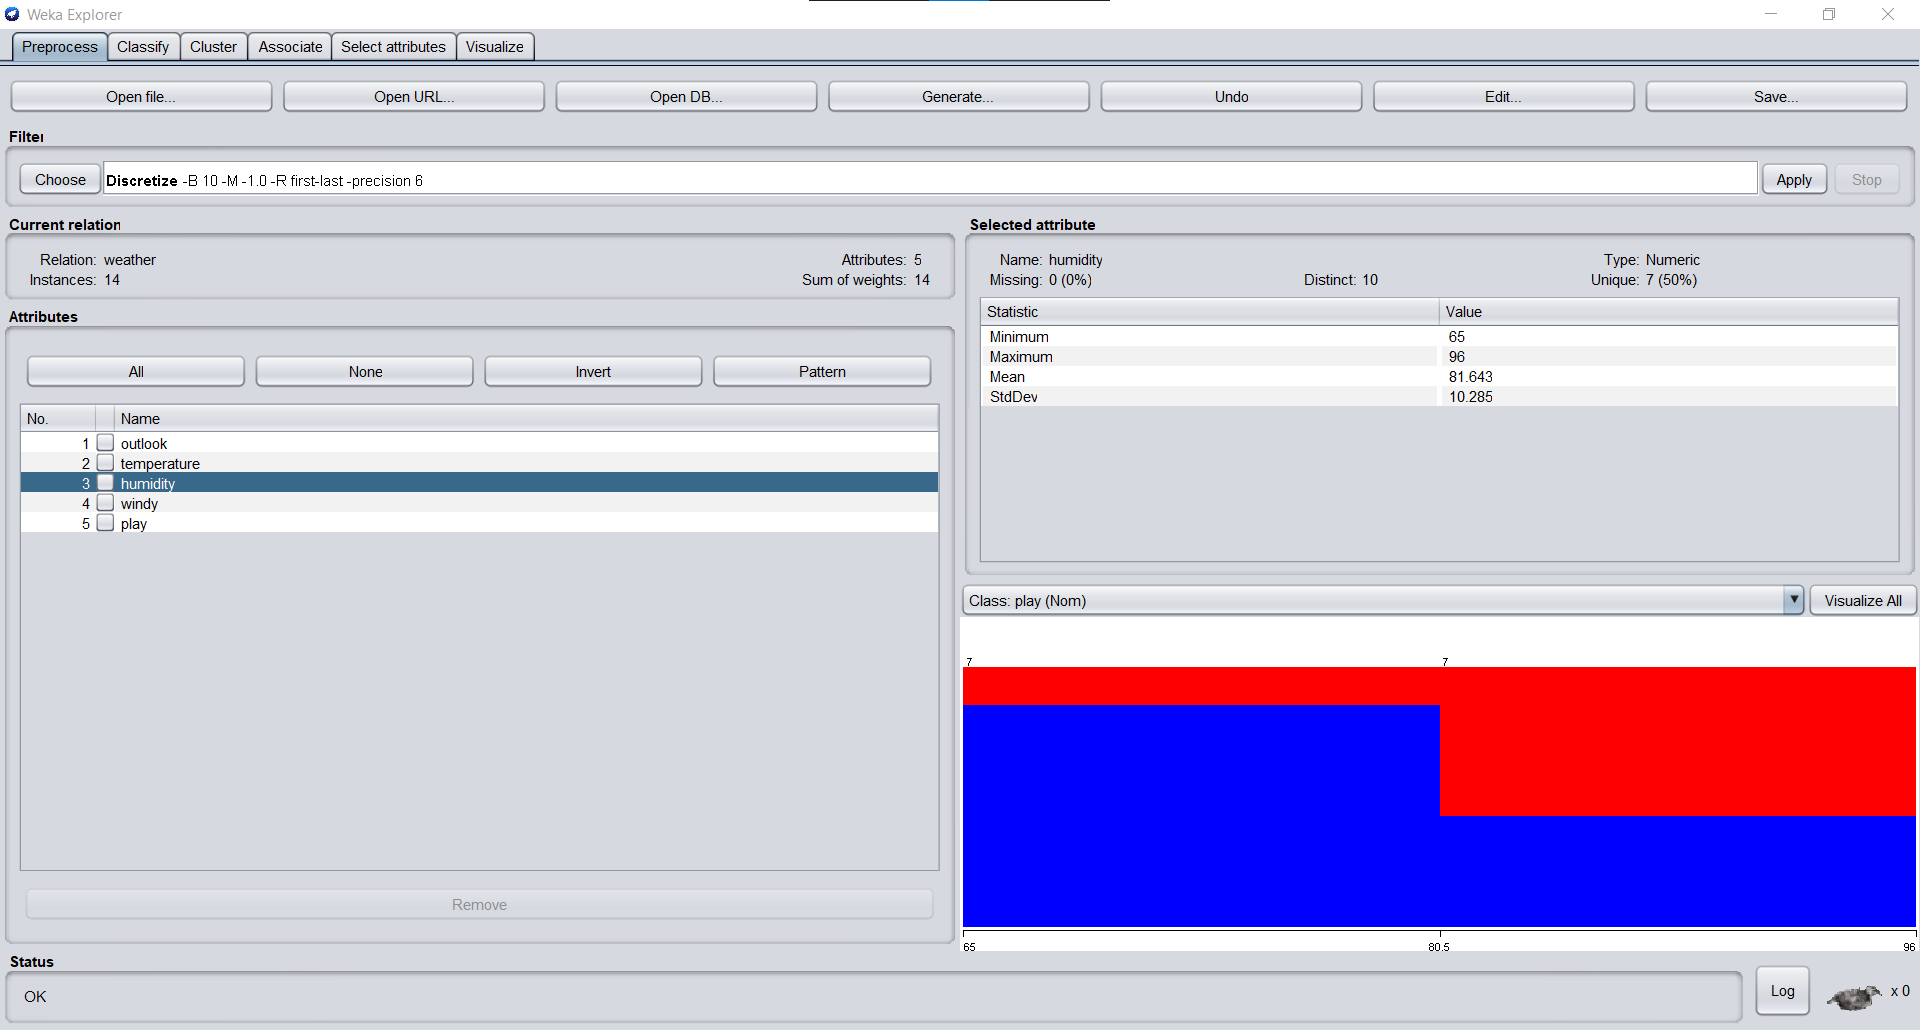 Weka Explorer
Preprocess Classify Cluster Associate Select attributes Visualize
Open file... Open URL... Open DB... Generate... Undo Edit... Save...
Filter
Choose Discretize -B 10 -M -1.0 -R first-last -precision 6 Apply Stop
Current relation
Relation: weather Attributes: 5
Instances: 14 Sum of weights: 14
Attributes
All None Invert Pattern
No. Name
1 outlook
2 temperature
3 humidity
4 windy
5 play
Remove
Selected attribute
Name: humidity Type: Numeric
Missing: 0 (0%) Distinct: 10 Unique: 7 (50%)
Statistic Value
Minimum 65
Maximum 96
Mean 81.643
StdDev 10.285
Class: play (Nom) Visualize All
7 7
65 80.5 96
Status
OK Log x 0